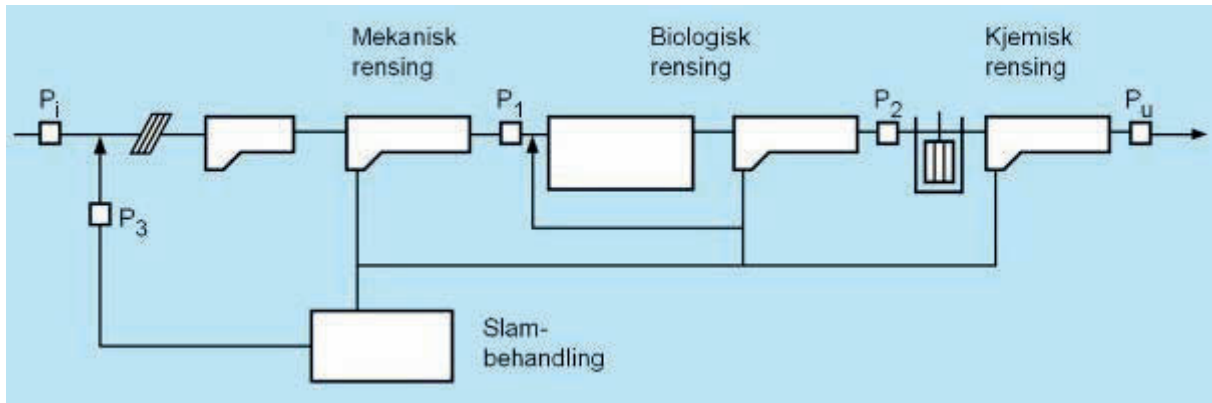 Mekanisk
rensing
Biologisk
rensing
Kjemisk
rensing
Pi
P1
P2
Pu
P3
Slam-
behandling